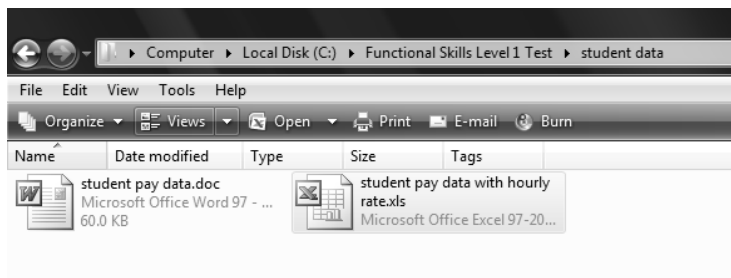 Computer ▸ Local Disk (C:) ▸ Functional Skills Level 1 Test ▸ student data
File Edit View Tools Help
Organize Views Open Print E-mail Burn
Name Date modified Type Size Tags
student pay data.doc
Microsoft Office Word 97 - ...
60.0 KB
student pay data with hourly
rate.xls
Microsoft Office Excel 97-20...